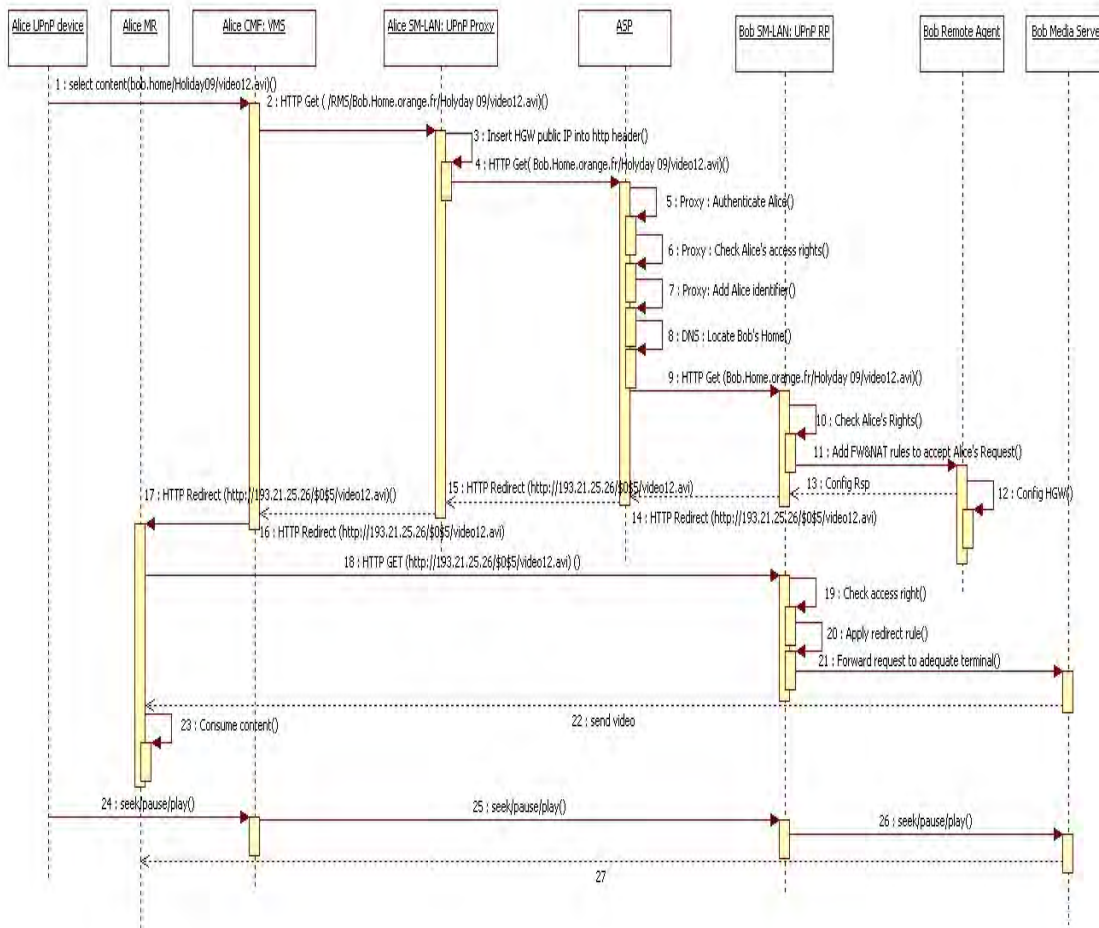 Alice UPnP device
Alice MR
Alice CMF: VMS
Alice SM-LAN: UPnP Proxy
ASP
Bob SM-LAN: UPnP RP
Bob Remote Agent
Bob Media Serve
1 : select content(bob.home/Holiday09/video12.avi)()
2 : HTTP Get ( /RMS/Bob.Home.orange.fr/Holyday 09/video12.avi)()
3 : Insert HGW public IP into http header()
4 : HTTP Get( Bob.Home.orange.fr/Holyday 09/video12.avi)()
5 : Proxy : Authenticate Alice()
6 : Proxy : Check Alice's access rights()
7 : Proxy: Add Alice identifier()
8 : DNS : Locate Bob's Home()
9 : HTTP Get (Bob.Home.orange.fr/Holyday 09/video12.avi)()
10 : Check Alice's Rights()
11 : Add FW&NAT rules to accept Alice's Request()
12 : Config HGW()
13 : Config Rsp
14 : HTTP Redirect (http://193.21.25.26/$0$5/video12.avi)
15 : HTTP Redirect (http://193.21.25.26/$0$5/video12.avi)
16 : HTTP Redirect (http://193.21.25.26/$0$5/video12.avi)
17 : HTTP Redirect (http://193.21.25.26/$0$5/video12.avi)()
18 : HTTP GET (http://193.21.25.26/$0$5/video12.avi) ()
19 : Check access right()
20 : Apply redirect rule()
21 : Forward request to adequate terminal()
22 : send video
23 : Consume content()
24 : seek/pause/play()
25 : seek/pause/play()
26 : seek/pause/play()
27